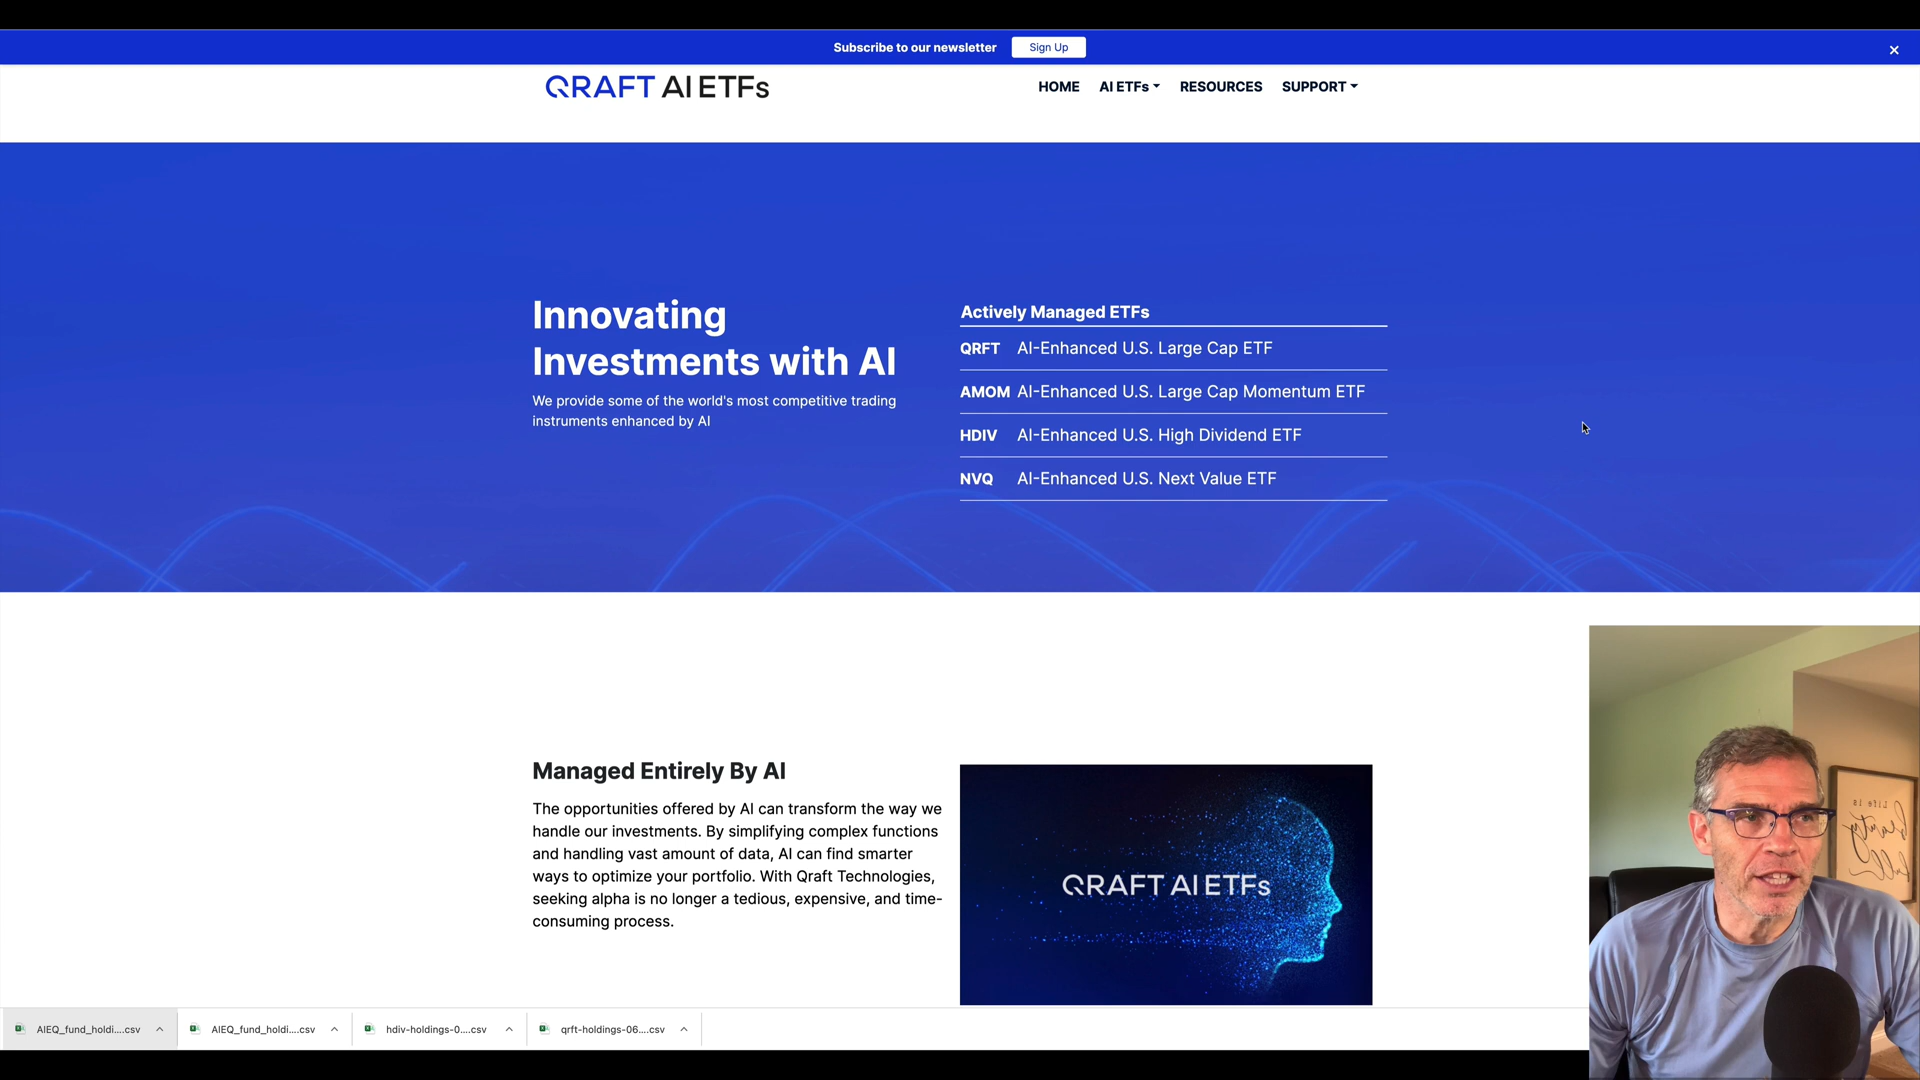 Subscribe to our newsletter Sign Up
QRAFT AI ETFs HOME AI ETFs RESOURCES SUPPORT
Innovating
Investments with AI
We provide some of the world's most competitive trading
instruments enhanced by AI
Actively Managed ETFs
QRFT AI-Enhanced U.S. Large Cap ETF
AMOM AI-Enhanced U.S. Large Cap Momentum ETF
HDIV AI-Enhanced U.S. High Dividend ETF
NVQ AI-Enhanced U.S. Next Value ETF
Managed Entirely By AI
The opportunities offered by AI can transform the way we
handle our investments. By simplifying complex functions
and handling vast amount of data, AI can find smarter
ways to optimize your portfolio. With Qraft Technologies,
seeking alpha is no longer a tedious, expensive, and time-
consuming process.
QRAFT AI ETFs
Life is
AIEQ_fund_holdi....csv AIEQ_fund_holdi....csv hdiv-holdings-0....csv qrft-holdings-06....csv